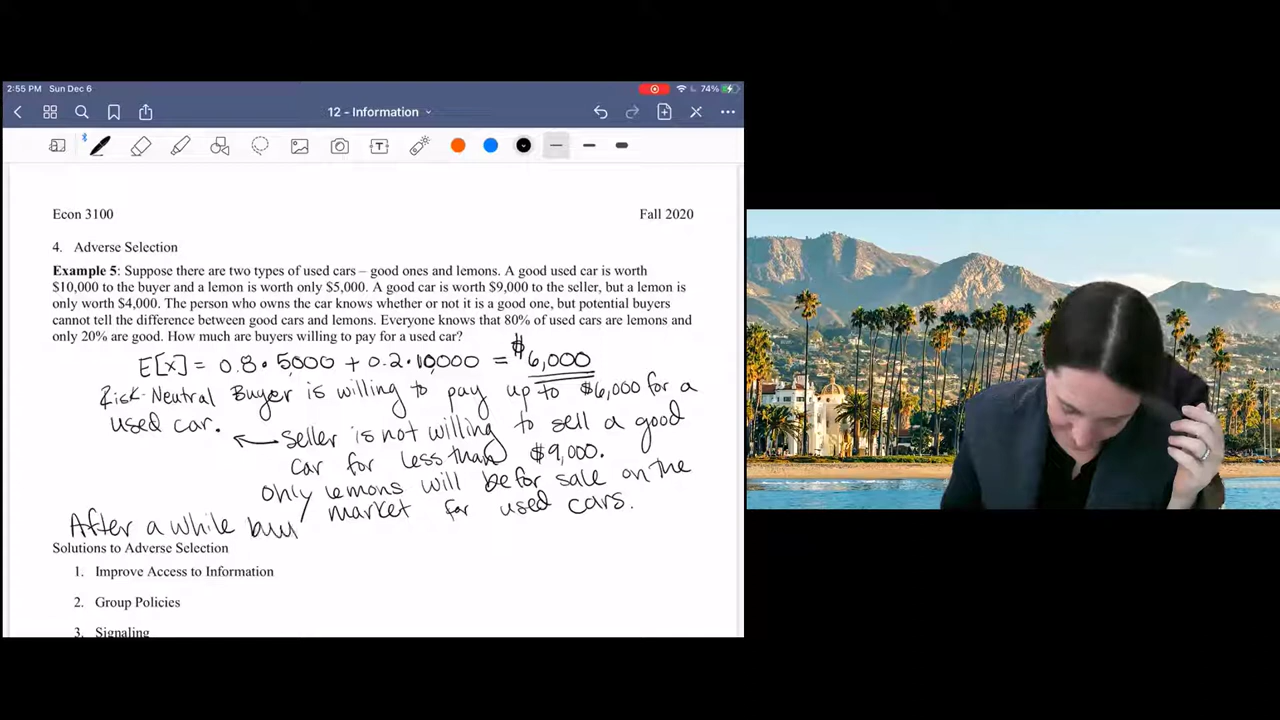 2:55 PM Sun Dec 6 74%
12 - Information
Econ 3100 Fall 2020
4. Adverse Selection
Example 5: Suppose there are two types of used cars – good ones and lemons. A good used car is worth
$10,000 to the buyer and a lemon is worth only $5,000. A good car is worth $9,000 to the seller, but a lemon is
only worth $4,000. The person who owns the car knows whether or not it is a good one, but potential buyers
cannot tell the difference between good cars and lemons. Everyone knows that 80% of used cars are lemons and
only 20% are good. How much are buyers willing to pay for a used car?
E[x] = 0.8 · 5,000 + 0.2 · 10,000 = $6,000
Risk-Neutral Buyer is willing to pay up to $6,000 for a
used car.
← Seller is not willing to sell a good
car for less than $9,000.
only lemons will be for sale on the
market for used cars.
After a while buy
Solutions to Adverse Selection
1. Improve Access to Information
2. Group Policies
3. Signaling